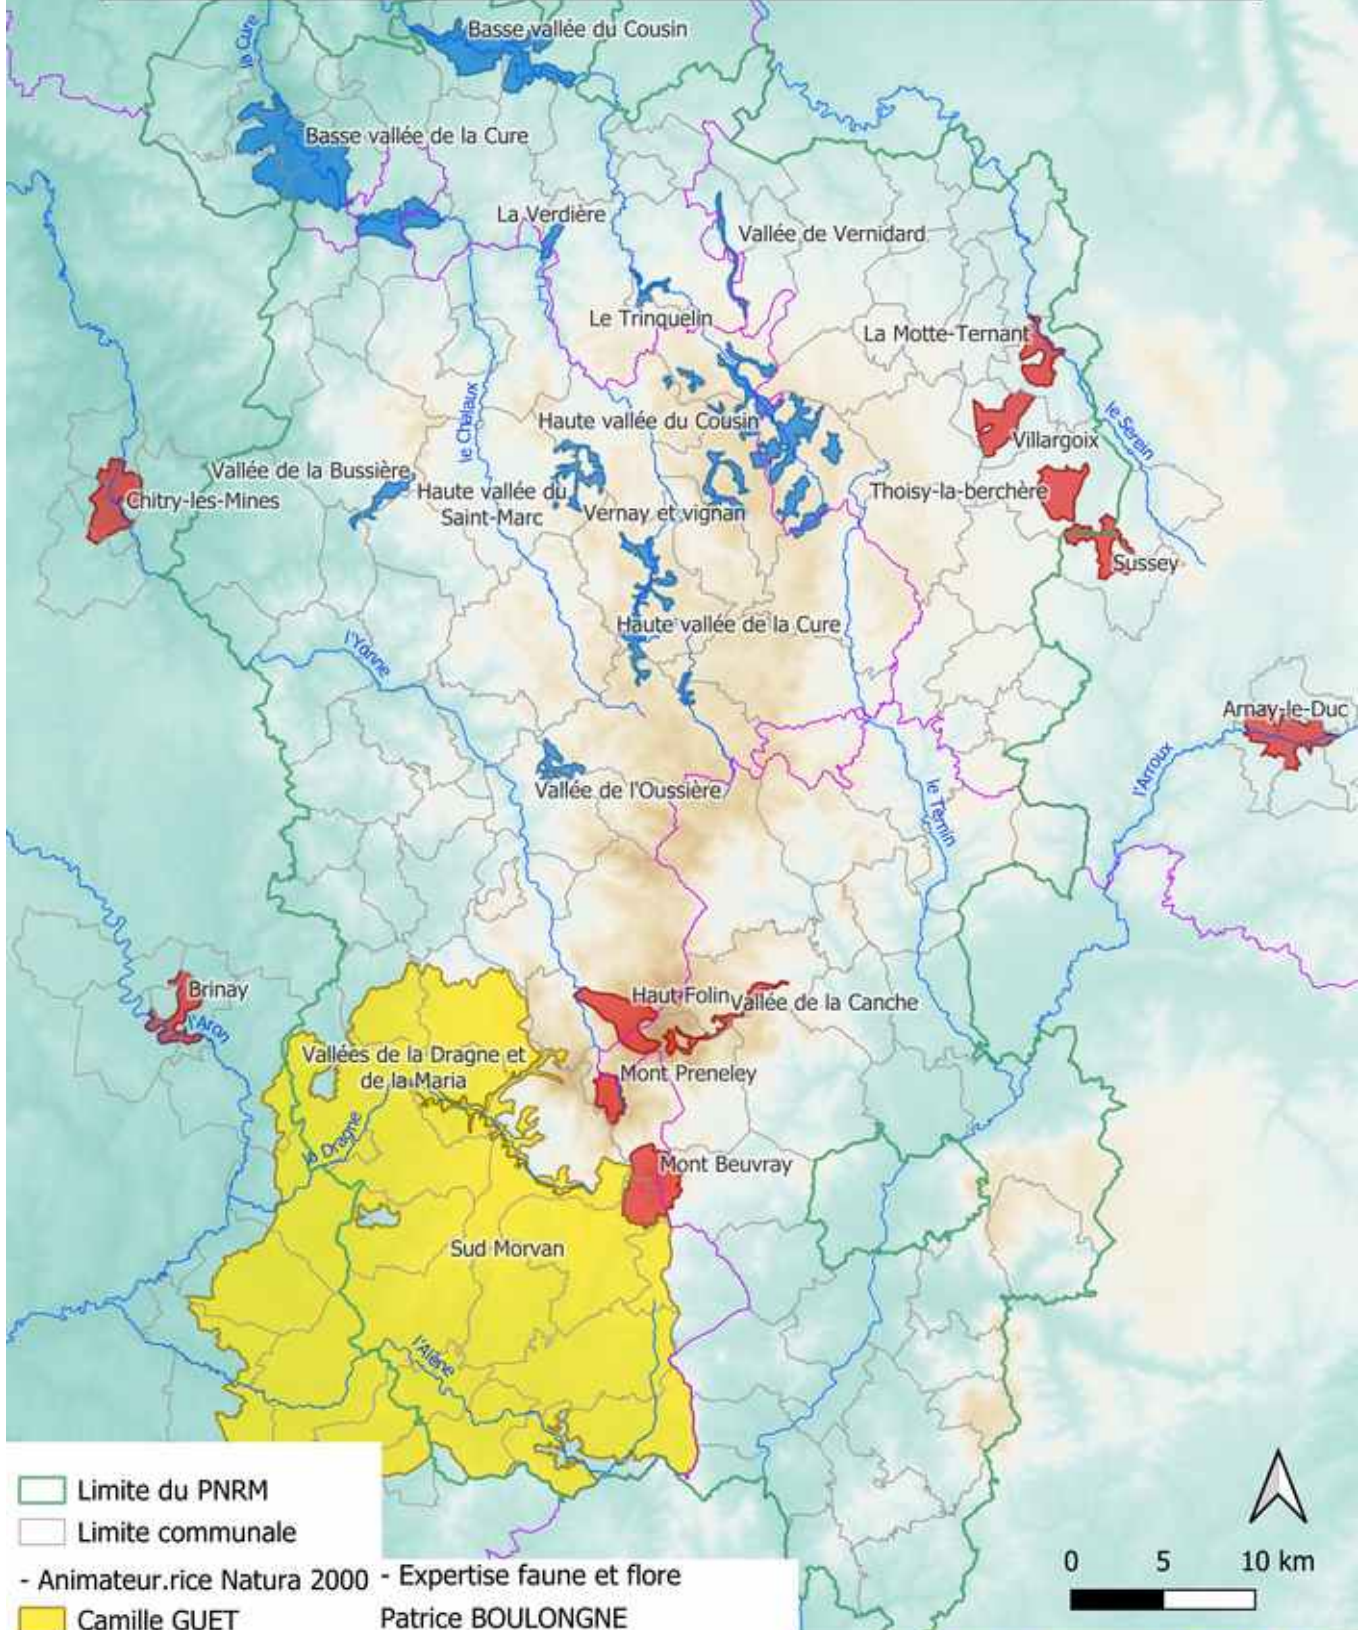 Basse vallée du Cousin
la Cure
Basse vallée de la Cure
La Verdière
Vallée de Vernidard
Le Trinquelin
La Motte-Ternant
le Chalaux
Haute vallée du Cousin
le Serein
Villargoix
Vallée de la Bussière
Chitry-les-Mines
Haute vallée du
Saint-Marc
Vernay et vignan
Thoisy-la-berchère
Sussey
Haute vallée de la Cure
l'Yonne
Arnay-le-Duc
l'Arroux
Vallée de l'Oussière
le Ternin
Brinay
l'Aron
Haut Folin
Vallée de la Canche
Vallées de la Dragne et
de la Maria
Mont Preneley
la Dragne
Mont Beuvray
Sud Morvan
l'Alène
Limite du PNRM
Limite communale
0 5 10 km
- Animateur.rice Natura 2000 - Expertise faune et flore
Camille GUET Patrice BOULONGNE